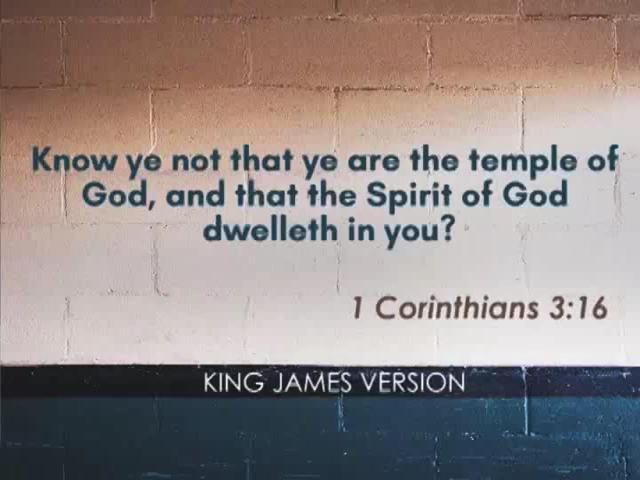 Know ye not that ye are the temple of
God, and that the Spirit of God
dwelleth in you?
1 Corinthians 3:16
KING JAMES VERSION